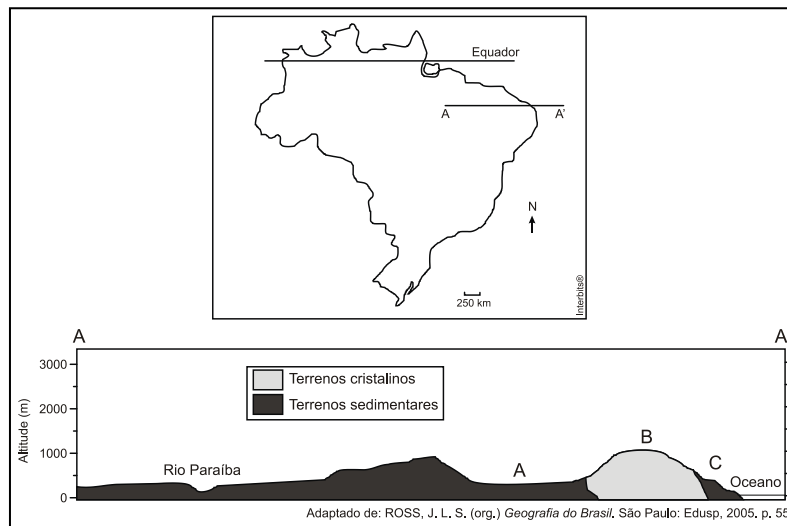 Equador
A A'
N
250 km
Interbits®
A A
Altitude (m)
3000
2000
1000
0
Terrenos cristalinos
Terrenos sedimentares
Rio Paraíba
A
B
C
Oceano
Adaptado de: ROSS, J. L. S. (org.) Geografia do Brasil. São Paulo: Edusp, 2005. p. 55